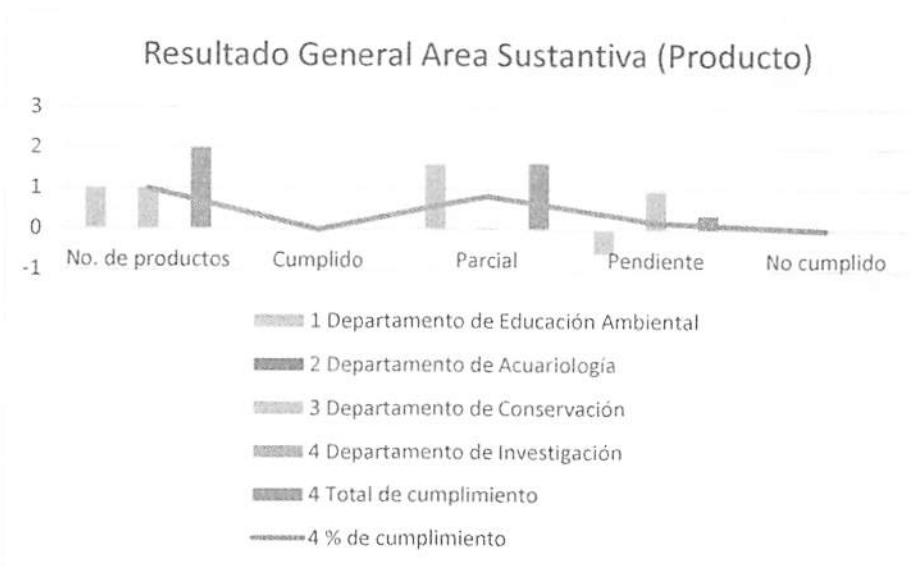 Resultado General Area Sustantiva (Producto)
3
2
1
0
-1
No. de productos Cumplido Parcial Pendiente No cumplido
1 Departamento de Educación Ambiental
2 Departamento de Acuariología
3 Departamento de Conservación
4 Departamento de Investigación
4 Total de cumplimiento
4 % de cumplimiento